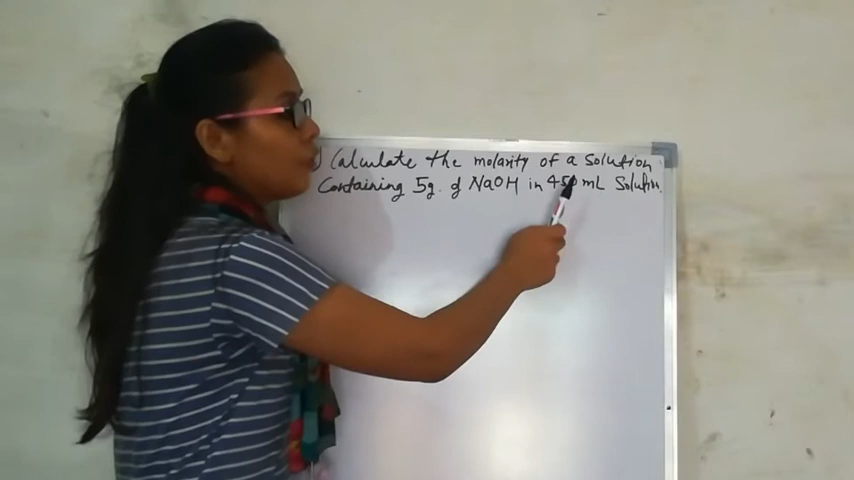 ) Calculate the molarity of a solution
Containing 5g. of NaOH in 450 mL Solution.